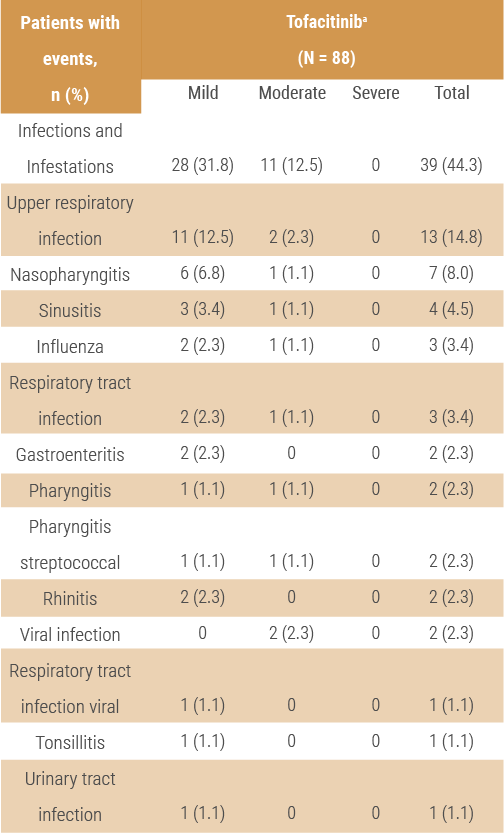 Patients with
events,
n (%)
Tofacitinibᵃ
(N = 88)
Mild Moderate Severe Total
Infections and
Infestations 28 (31.8) 11 (12.5) 0 39 (44.3)
Upper respiratory
infection 11 (12.5) 2 (2.3) 0 13 (14.8)
Nasopharyngitis 6 (6.8) 1 (1.1) 0 7 (8.0)
Sinusitis 3 (3.4) 1 (1.1) 0 4 (4.5)
Influenza 2 (2.3) 1 (1.1) 0 3 (3.4)
Respiratory tract
infection 2 (2.3) 1 (1.1) 0 3 (3.4)
Gastroenteritis 2 (2.3) 0 0 2 (2.3)
Pharyngitis 1 (1.1) 1 (1.1) 0 2 (2.3)
Pharyngitis
streptococcal 1 (1.1) 1 (1.1) 0 2 (2.3)
Rhinitis 2 (2.3) 0 0 2 (2.3)
Viral infection 0 2 (2.3) 0 2 (2.3)
Respiratory tract
infection viral 1 (1.1) 0 0 1 (1.1)
Tonsillitis 1 (1.1) 0 0 1 (1.1)
Urinary tract
infection 1 (1.1) 0 0 1 (1.1)